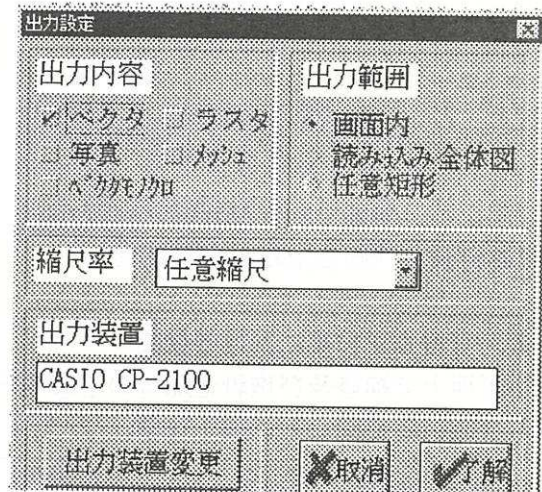 出力設定
出力内容
ベクタ ラスタ
写真 メッシュ
ベクタモノクロ
出力範囲
画面内
読み込み全体図
任意矩形
縮尺率 任意縮尺
出力装置
CASIO CP-2100
出力装置変更 取消 了解